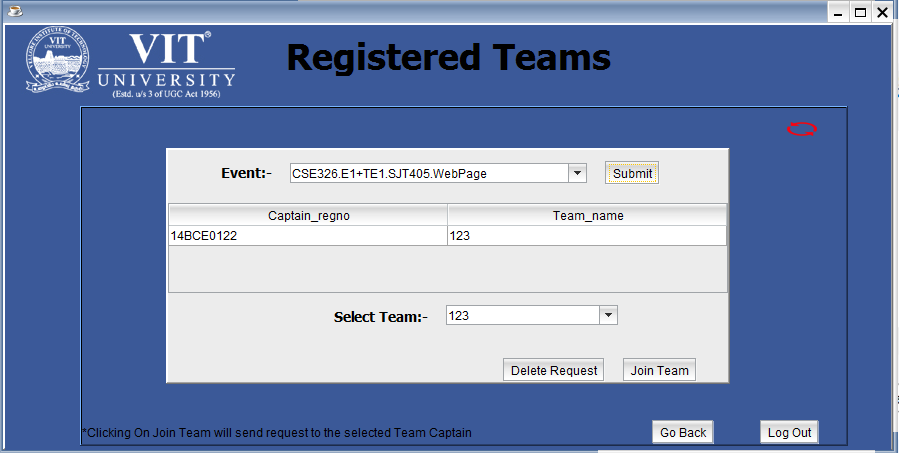 VIT®
UNIVERSITY
(Estd. u/s 3 of UGC Act 1956)
Registered Teams
Event:- CSE326.E1+TE1.SJT405.WebPage Submit
Captain_regno Team_name
14BCE0122 123
Select Team:- 123
Delete Request Join Team
*Clicking On Join Team will send request to the selected Team Captain
Go Back Log Out